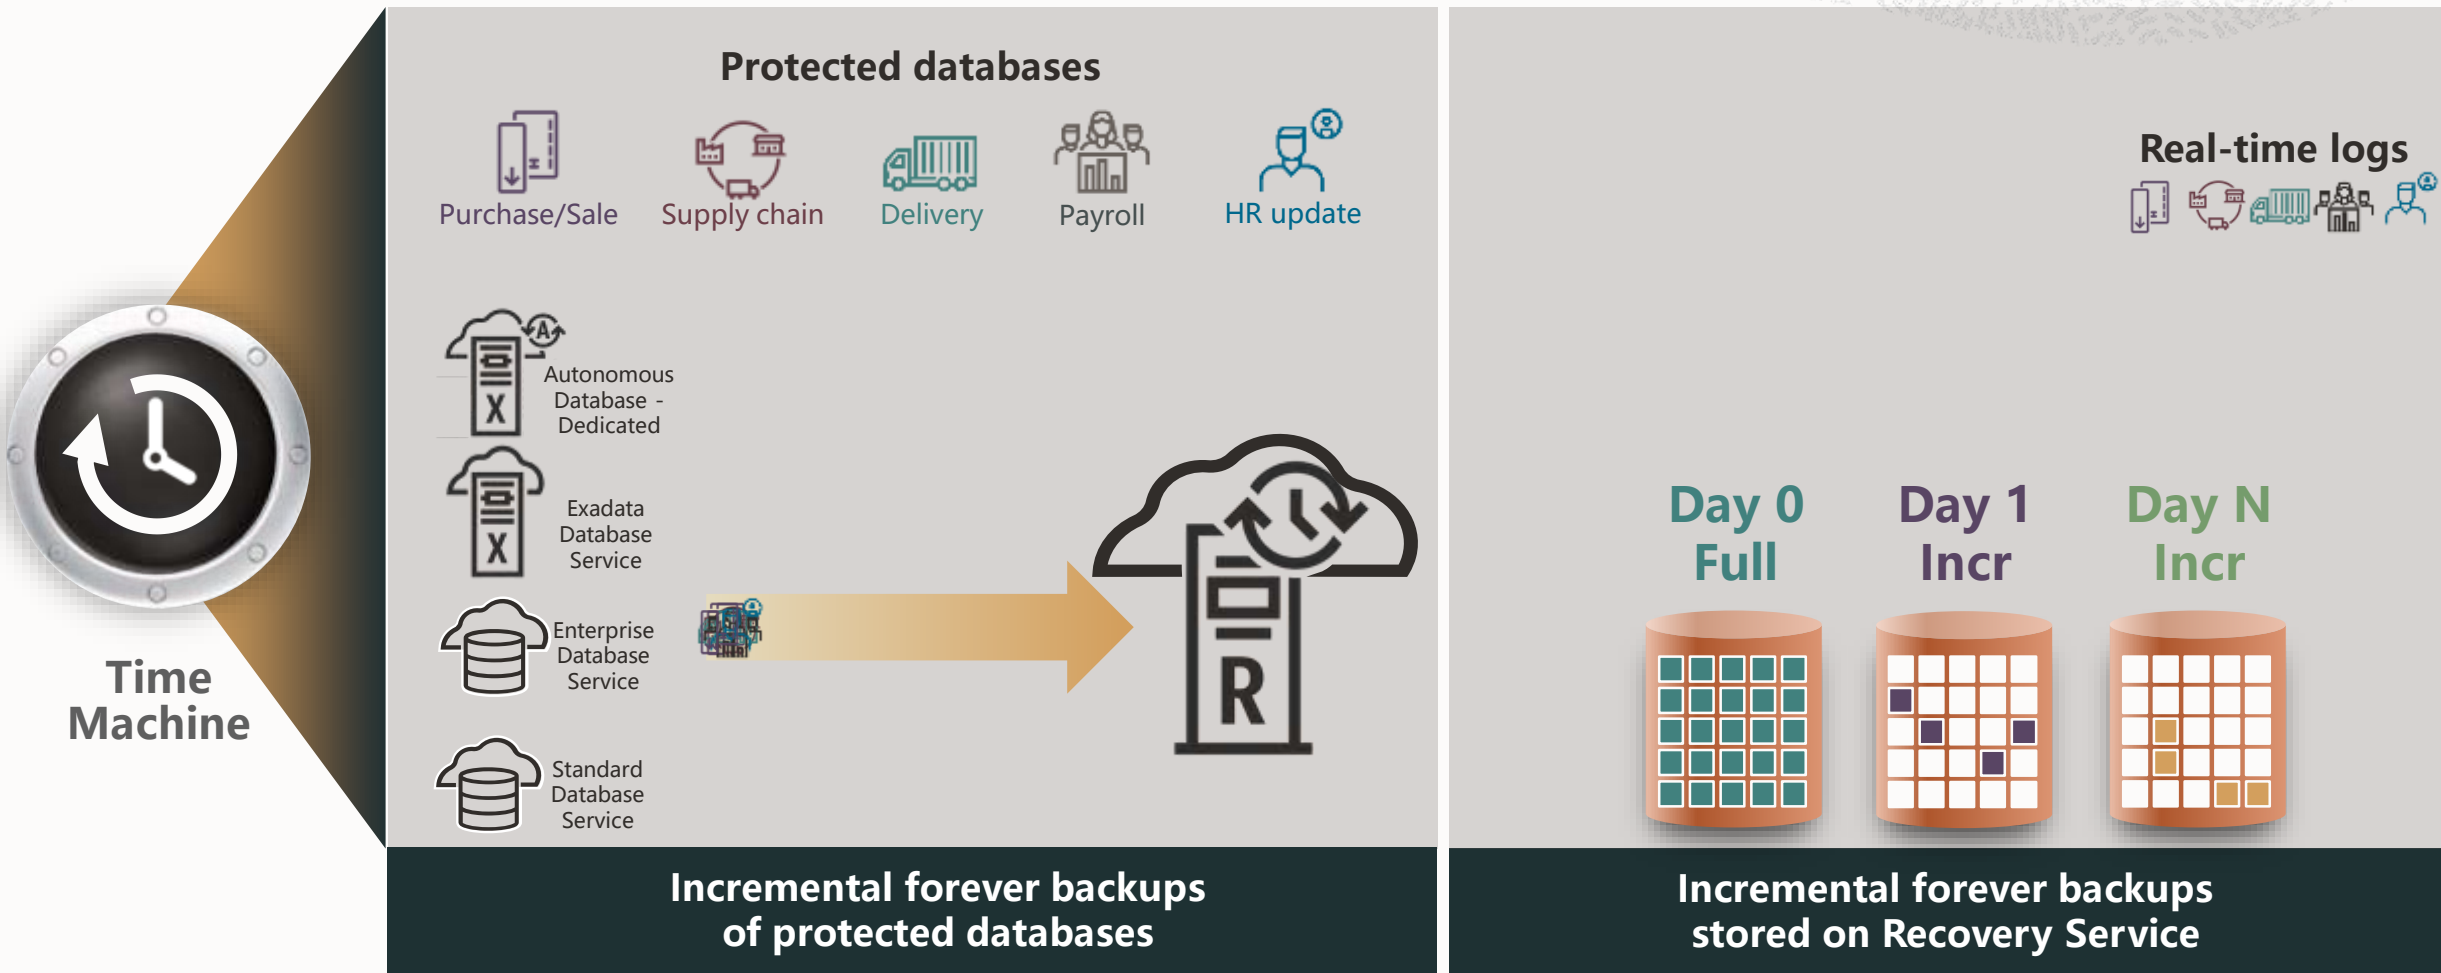 Protected databases
Purchase/Sale
Supply chain
Delivery
Payroll
HR update
A
X
Autonomous
Database -
Dedicated
X
Exadata
Database
Service
Enterprise
Database
Service
Standard
Database
Service
R
Time
Machine
Incremental forever backups
of protected databases
Real-time logs
Day 0
Full
Day 1
Incr
Day N
Incr
Incremental forever backups
stored on Recovery Service